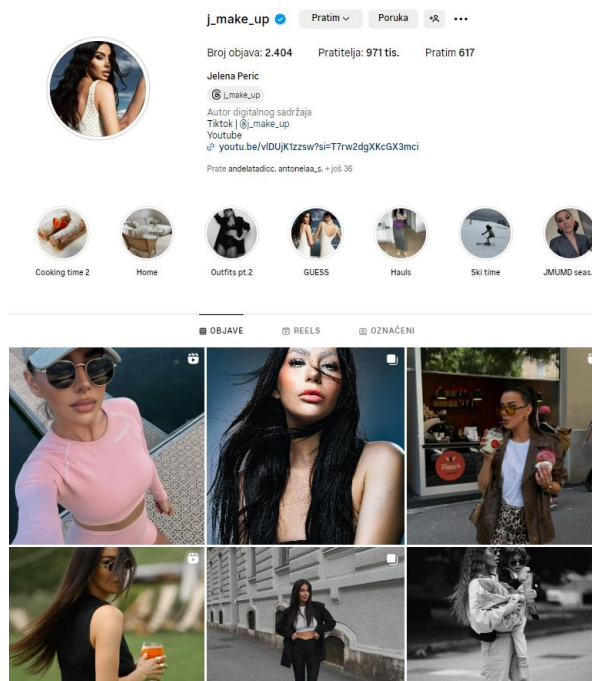 j_make_up Pratim Poruka
Broj objava: 2.404 Pratitelja: 971 tis. Pratim 617
Jelena Peric
j_make_up
Autor digitalnog sadržaja
Tiktok | @j_make_up
Youtube
youtu.be/vlDUjK1zzsw?si=T7rw2dgXKcGX3mci
Prate andelatadicc, antonelaa_s, + još 36
Cooking time 2 Home Outfits pt.2 GUESS Hauls Ski time JMUMD seas.
OBJAVE REELS OZNAČENI
Ziggy's